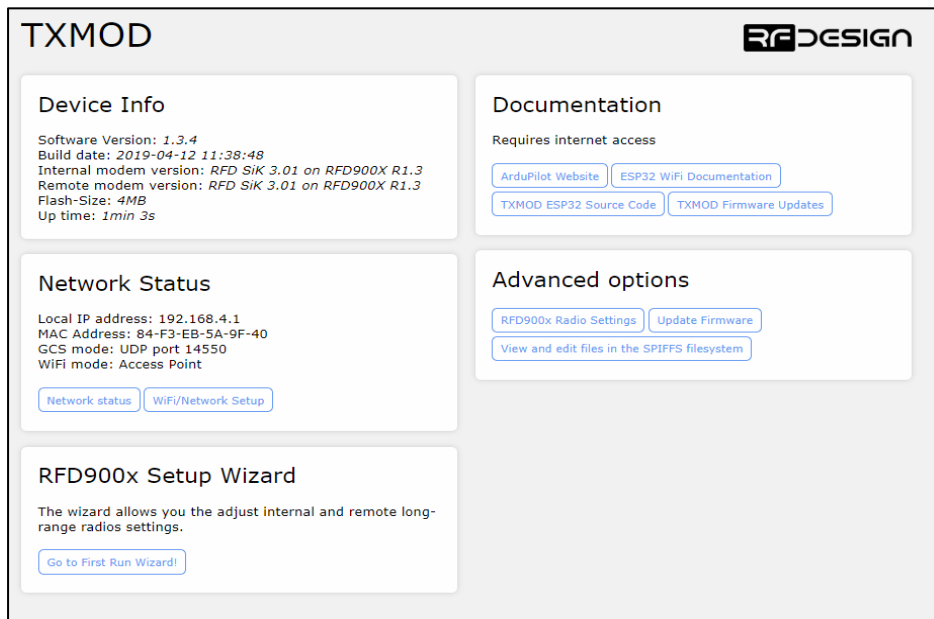 TXMOD
RFDESIGN
Device Info
Software Version: 1.3.4
Build date: 2019-04-12 11:38:48
Internal modem version: RFD SiK 3.01 on RFD900X R1.3
Remote modem version: RFD SiK 3.01 on RFD900X R1.3
Flash-Size: 4MB
Up time: 1min 3s
Network Status
Local IP address: 192.168.4.1
MAC Address: 84-F3-EB-5A-9F-40
GCS mode: UDP port 14550
WiFi mode: Access Point
Network status WiFi/Network Setup
RFD900x Setup Wizard
The wizard allows you the adjust internal and remote long-
range radios settings.
Go to First Run Wizard!
Documentation
Requires internet access
ArduPilot Website ESP32 WiFi Documentation
TXMOD ESP32 Source Code TXMOD Firmware Updates
Advanced options
RFD900x Radio Settings Update Firmware
View and edit files in the SPIFFS filesystem